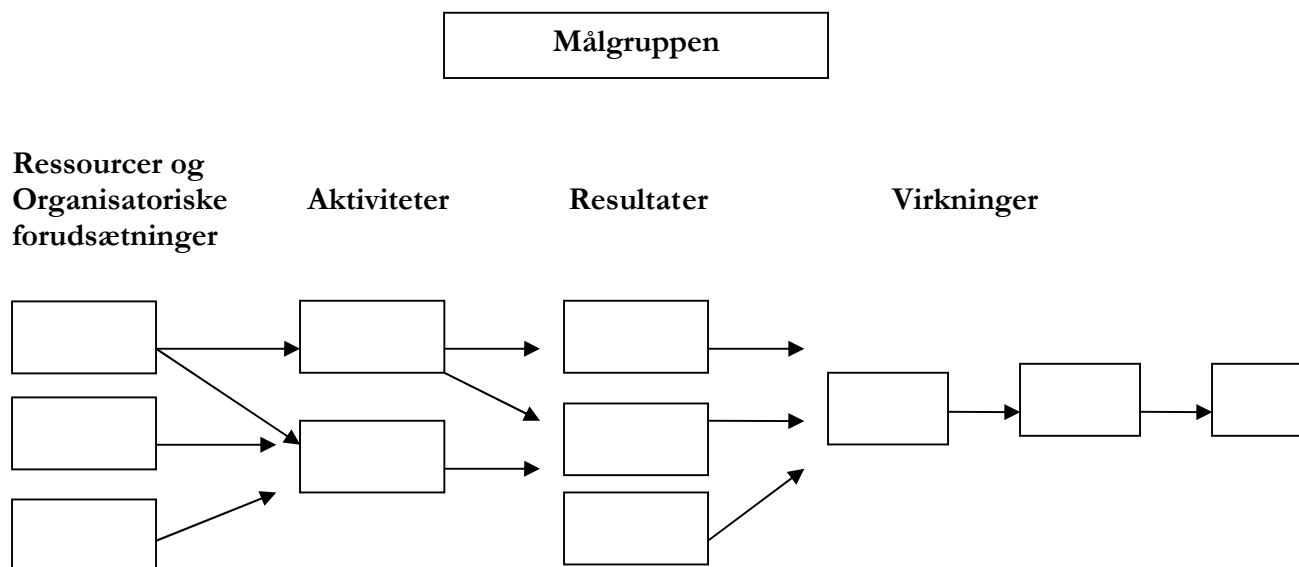 Målgruppen
Ressourcer og
Organisatoriske
forudsætninger
Aktiviteter
Resultater
Virkninger